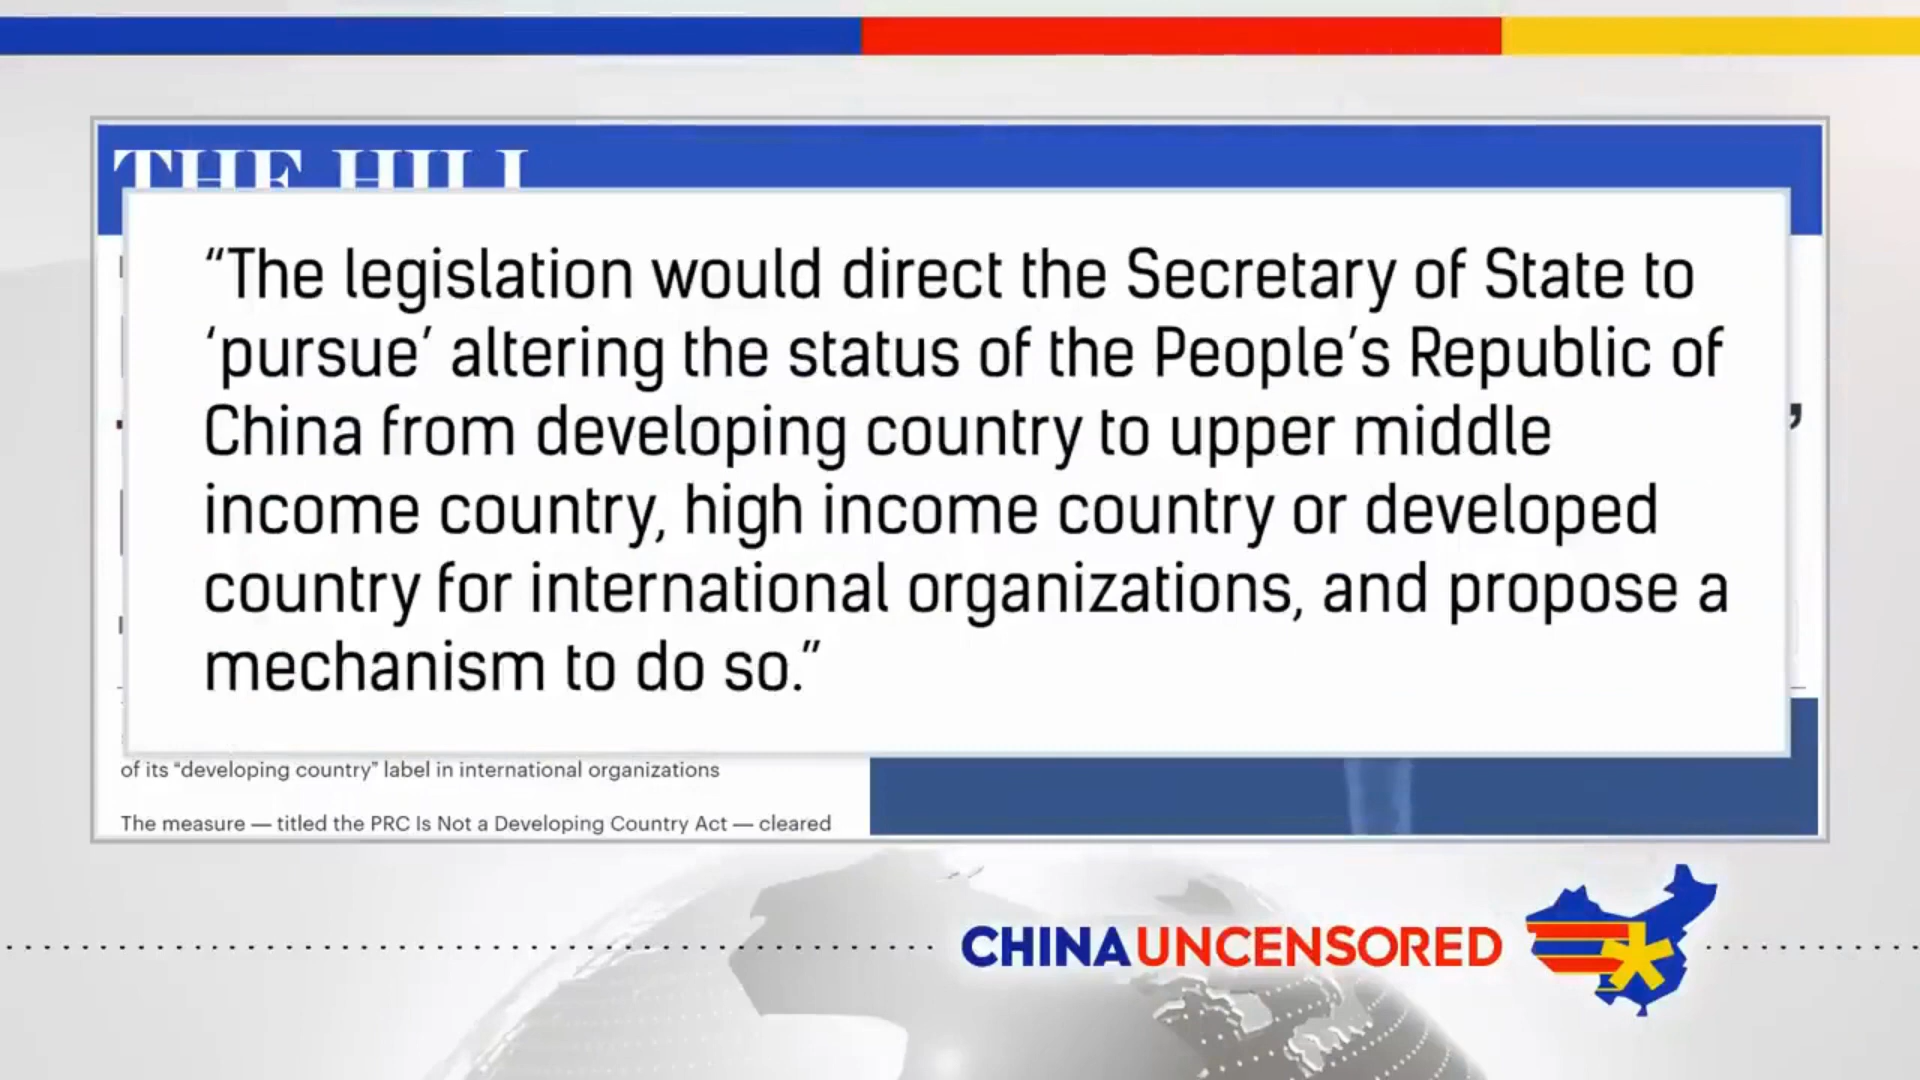 THE HILL
“The legislation would direct the Secretary of State to
‘pursue’ altering the status of the People’s Republic of
China from developing country to upper middle
income country, high income country or developed
country for international organizations, and propose a
mechanism to do so.”
of its “developing country” label in international organizations
The measure — titled the PRC Is Not a Developing Country Act — cleared
CHINA UNCENSORED